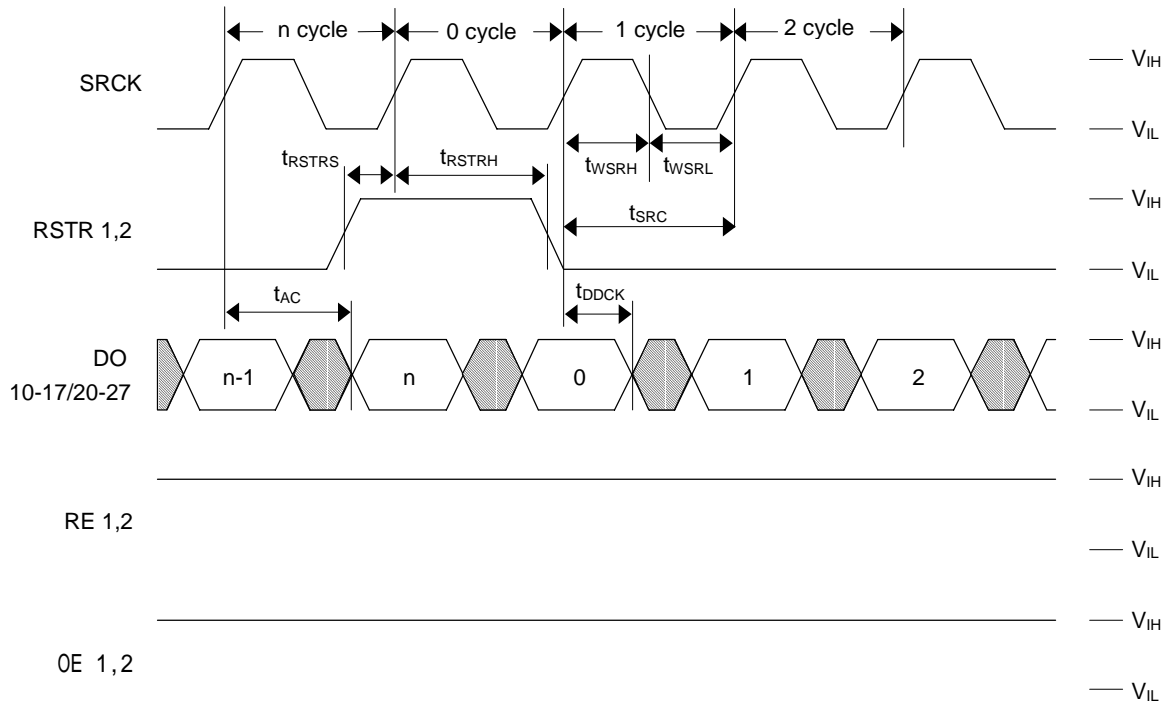 n cycle 0 cycle 1 cycle 2 cycle
SRCK
VIH
VIL
tRSTRS tRSTRH tWSRH tWSRL
RSTR 1,2
VIH
tSRC
VIL
tAC tDDCK
DO
10-17/20-27
VIH
n-1 n 0 1 2
VIL
RE 1,2
VIH
VIL
OE 1,2
VIH
VIL